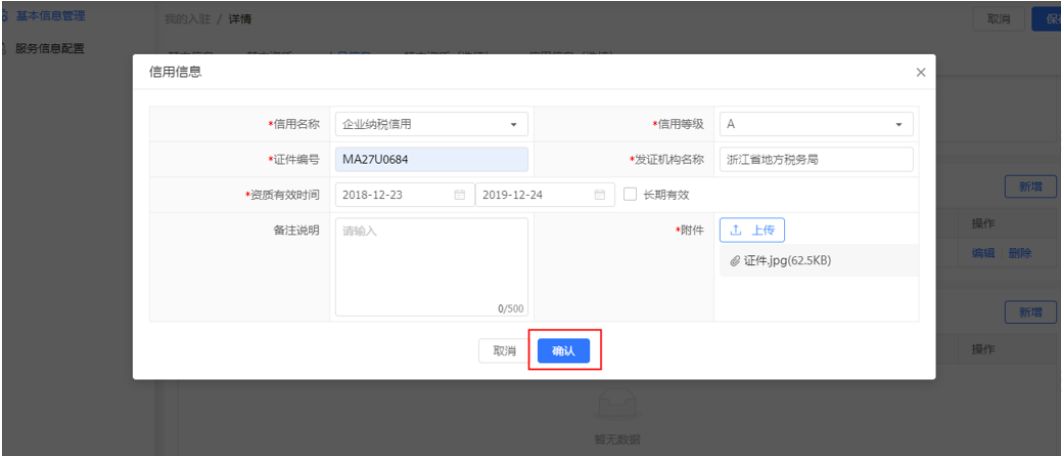 基本信息管理
我的入驻 / 详情
取消
服务信息配置
信用信息
*信用名称
企业纳税信用
*信用等级
A
*证件编号
MA27U0684
*发证机构名称
浙江省地方税务局
*资质有效时间
2018-12-23
2019-12-24
长期有效
新增
备注说明
请输入
0/500
*附件
上传
证件.jpg(62.5KB)
操作
编辑
删除
新增
取消
确认
操作
暂无数据